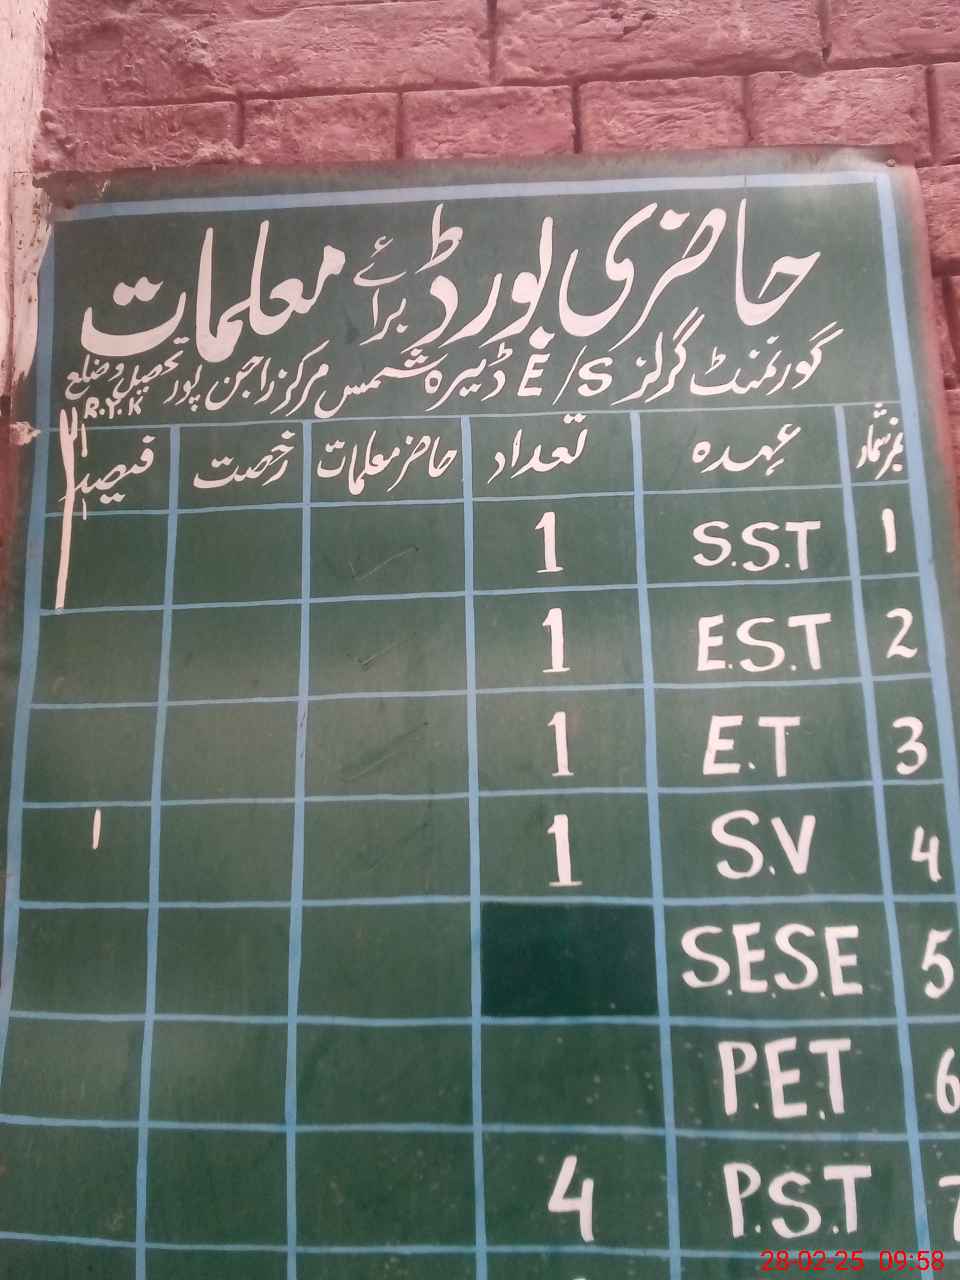 حاضری بورڈ برائے معلمات
گورنمنٹ گرلز E/S ڈیرہ شمس مرکز راجن پور تحصیل و ضلع
R.Y.K
نمبر شمار عہدہ تعداد حاضر معلمات رخصت فیصد
1 S.S.T 1
2 E.S.T 1
3 E.T 1
4 S.V 1
5 S.E.S.E
6 P.E.T
7 P.S.T 4
28-02-25 09:58